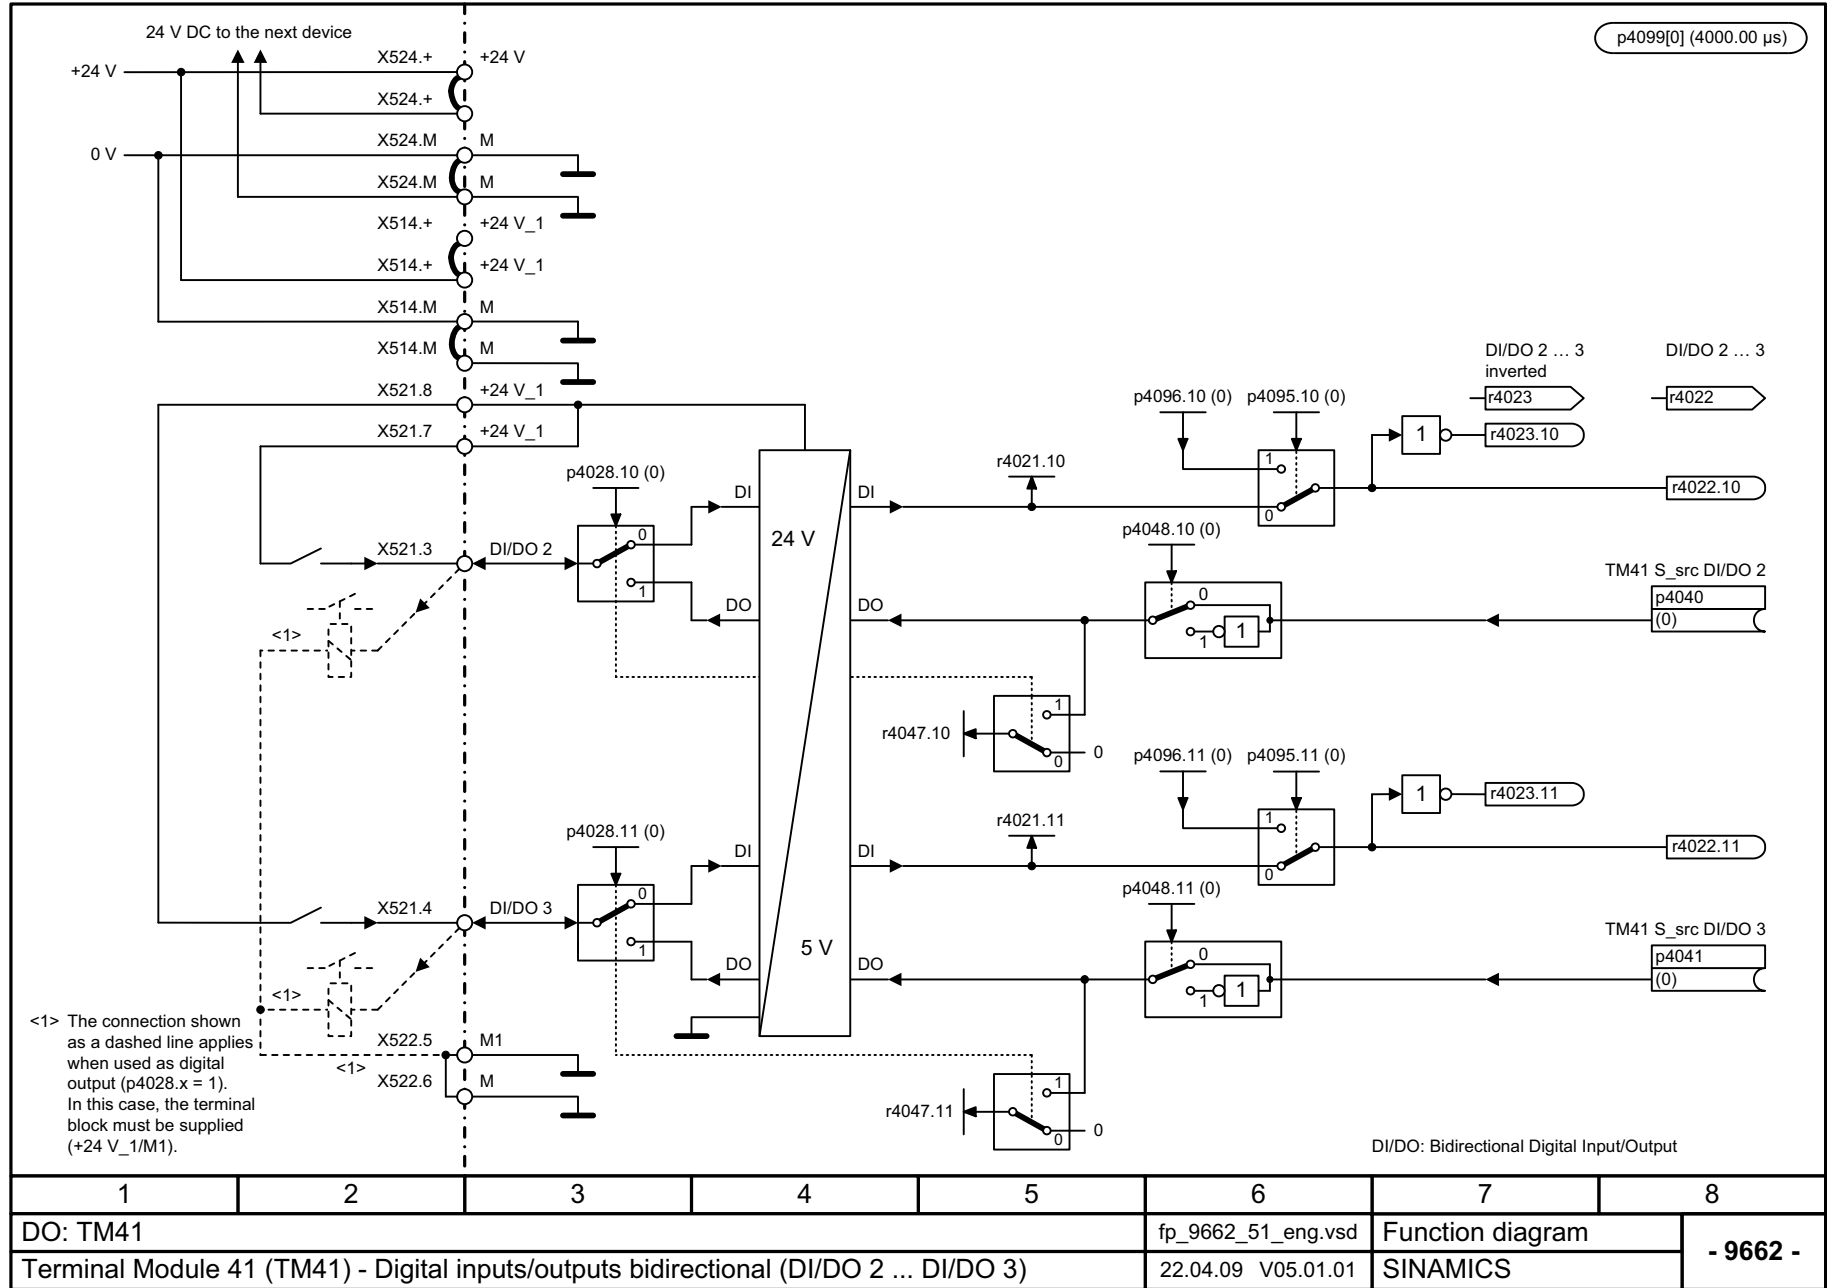 24 V DC to the next device
p4099[0] (4000.00 µs)
X524.+
+24 V
+24 V
X524.+
X524.M
M
0 V
X524.M
M
X514.+
+24 V_1
X514.+
+24 V_1
X514.M
M
X514.M
M
DI/DO 2 … 3
inverted
DI/DO 2 … 3
X521.8
+24 V_1
p4096.10 (0)
p4095.10 (0)
r4023
r4022
X521.7
+24 V_1
1
r4023.10
p4028.10 (0)
r4021.10
1
0
r4022.10
DI
DI
24 V
p4048.10 (0)
X521.3
DI/DO 2
0
1
TM41 S_src DI/DO 2
p4040
(0)
DO
DO
0
1
1
<1>
r4047.10
1
0
0
p4096.11 (0)
p4095.11 (0)
1
r4023.11
p4028.11 (0)
r4021.11
1
0
r4022.11
DI
DI
p4048.11 (0)
X521.4
DI/DO 3
0
1
5 V
TM41 S_src DI/DO 3
p4041
(0)
DO
DO
0
1
1
<1>
<1> The connection shown
as a dashed line applies
when used as digital
output (p4028.x = 1).
In this case, the terminal
block must be supplied
(+24 V_1/M1).
X522.5
M1
<1>
X522.6
M
r4047.11
1
0
0
DI/DO: Bidirectional Digital Input/Output
1 2 3 4 5 6 7 8
DO: TM41
fp_9662_51_eng.vsd
Function diagram
- 9662 -
Terminal Module 41 (TM41) - Digital inputs/outputs bidirectional (DI/DO 2 ... DI/DO 3)
22.04.09 V05.01.01
SINAMICS